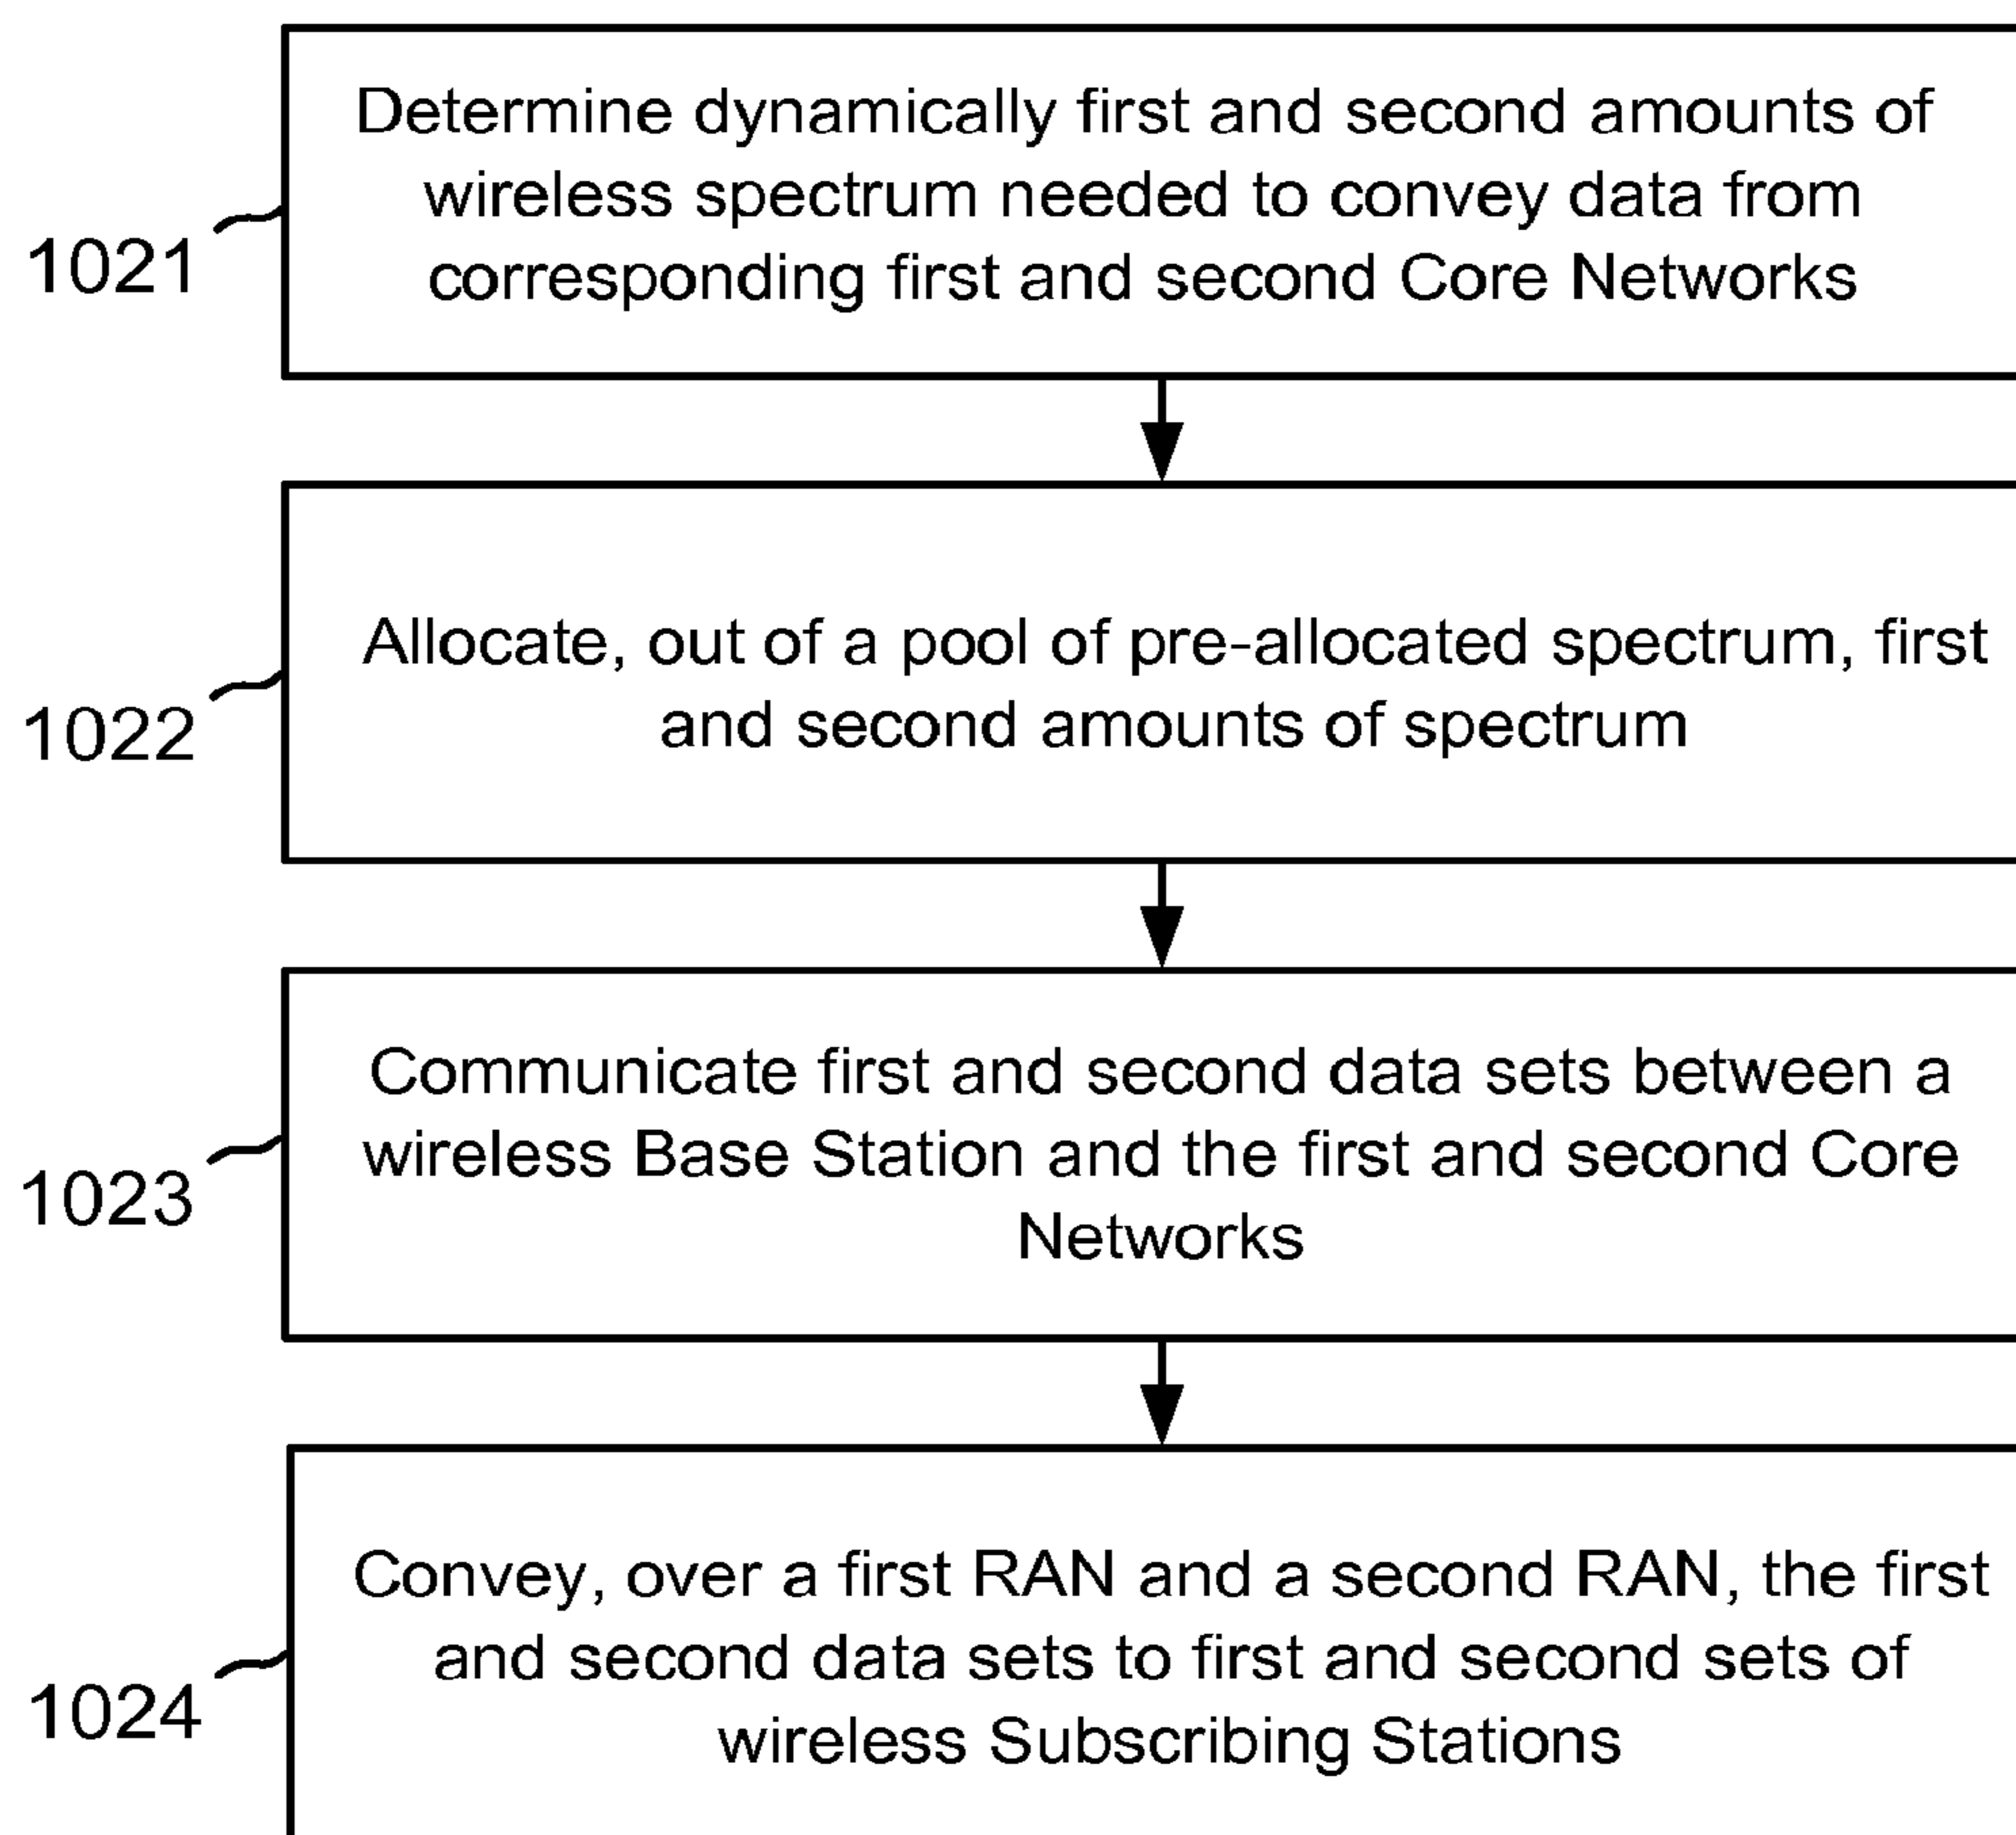 Determine dynamically first and second amounts of
wireless spectrum needed to convey data from
corresponding first and second Core Networks
1021
Allocate, out of a pool of pre-allocated spectrum, first
and second amounts of spectrum
1022
Communicate first and second data sets between a
wireless Base Station and the first and second Core
Networks
1023
Convey, over a first RAN and a second RAN, the first
and second data sets to first and second sets of
wireless Subscribing Stations
1024